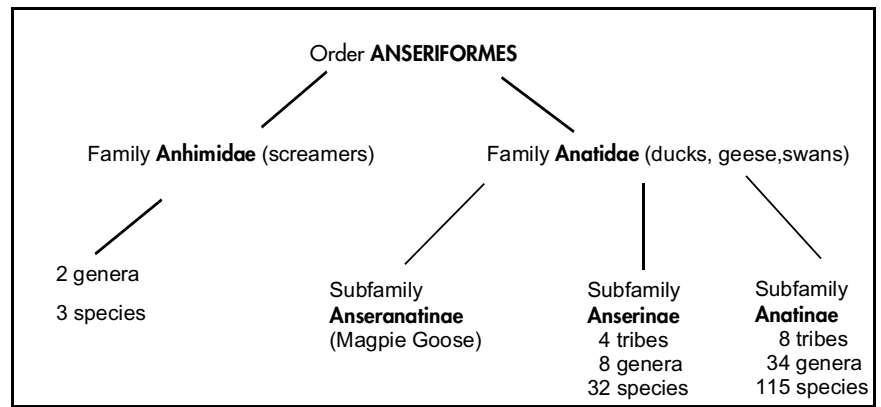 Order ANSERIFORMES
Family Anhimidae (screamers)
Family Anatidae (ducks, geese,swans)
2 genera
3 species
Subfamily
Anseranatinae
(Magpie Goose)
Subfamily
Anserinae
4 tribes
8 genera
32 species
Subfamily
Anatinae
8 tribes
34 genera
115 species